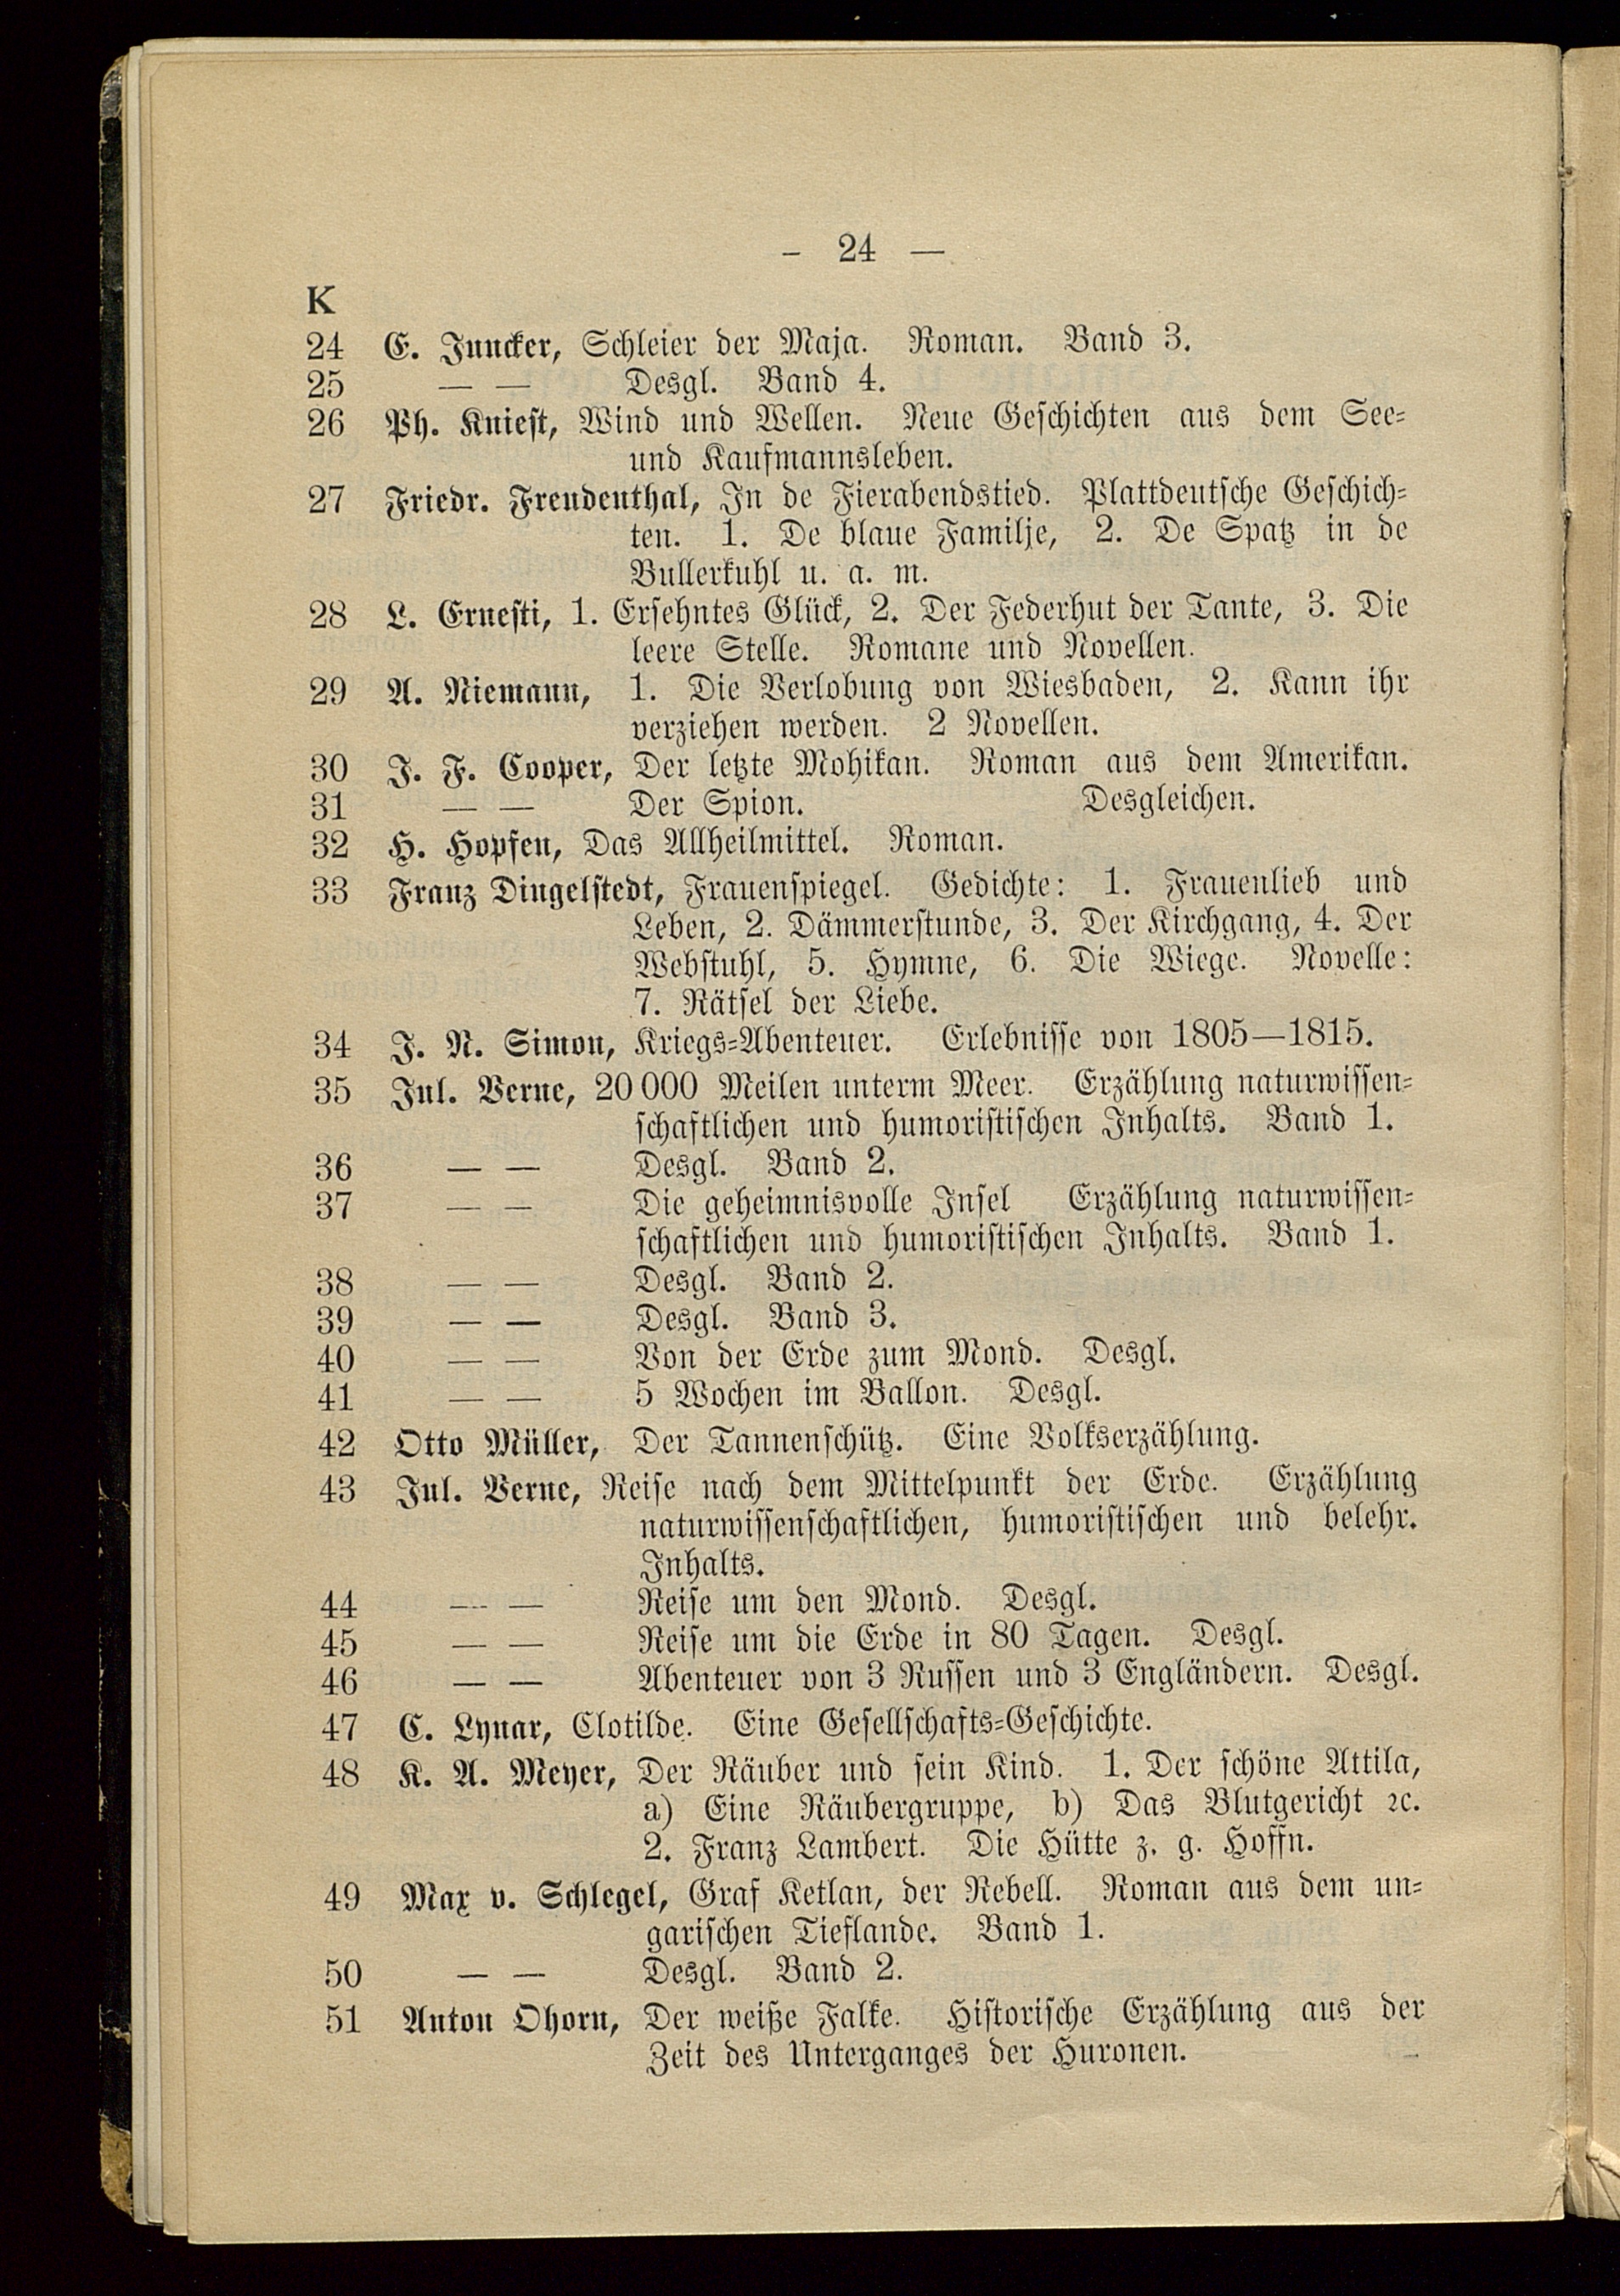 – 24 —
K
24 E. Juncker, Schleier der Maja. Roman. Band 3.
25 — — Desgl. Band 4.
26 Ph. Kniest, Wind und Wellen. Neue Geschichten aus dem See-
und Kaufmannsleben.
27 Friedr. Freudenthal, In de Fierabendstied. Plattdeutsche Geschich-
ten. 1. De blaue Familje, 2. De Spatz in de
Bullerkuhl u. a. m.
28 L. Ernesti, 1. Ersehntes Glück, 2. Der Federhut der Tante, 3. Die
leere Stelle. Romane und Novellen.
29 A. Niemann, 1. Die Verlobung von Wiesbaden, 2. Kann ihr
verziehen werden. 2 Novellen.
30 J. F. Cooper, Der letzte Mohikan. Roman aus dem Amerikan.
31 — — Der Spion. Desgleichen.
32 H. Hopfen, Das Allheilmittel. Roman.
33 Franz Dingelstedt, Frauenspiegel. Gedichte: 1. Frauenlieb und
Leben, 2. Dämmerstunde, 3. Der Kirchgang, 4. Der
Webstuhl, 5. Hymne, 6. Die Wiege. Novelle:
7. Rätsel der Liebe.
34 J. N. Simon, Kriegs-Abenteuer. Erlebnisse von 1805—1815.
35 Jul. Verne, 20 000 Meilen unterm Meer. Erzählung naturwissen-
schaftlichen und humoristischen Inhalts. Band 1.
36 — — Desgl. Band 2.
37 — — Die geheimnisvolle Insel Erzählung naturwissen-
schaftlichen und humoristischen Inhalts. Band 1.
38 — — Desgl. Band 2.
39 — — Desgl. Band 3.
40 — — Von der Erde zum Mond. Desgl.
41 — — 5 Wochen im Ballon. Desgl.
42 Otto Müller, Der Tannenschütz. Eine Volkserzählung.
43 Jul. Verne, Reise nach dem Mittelpunkt der Erde. Erzählung
naturwissenschaftlichen, humoristischen und belehr.
Inhalts.
44 — — Reise um den Mond. Desgl.
45 — — Reise um die Erde in 80 Tagen. Desgl.
46 — — Abenteuer von 3 Russen und 3 Engländern. Desgl.
47 C. Lynar, Clotilde. Eine Gesellschafts-Geschichte.
48 K. A. Meyer, Der Räuber und sein Kind. 1. Der schöne Attila,
a) Eine Räubergruppe, b) Das Blutgericht ꝛc.
2. Franz Lambert. Die Hütte z. g. Hoffn.
49 Max v. Schlegel, Graf Ketlan, der Rebell. Roman aus dem un-
garischen Tieflande. Band 1.
50 — — Desgl. Band 2.
51 Anton Ohorn, Der weiße Falke. Historische Erzählung aus der
Zeit des Unterganges der Huronen.